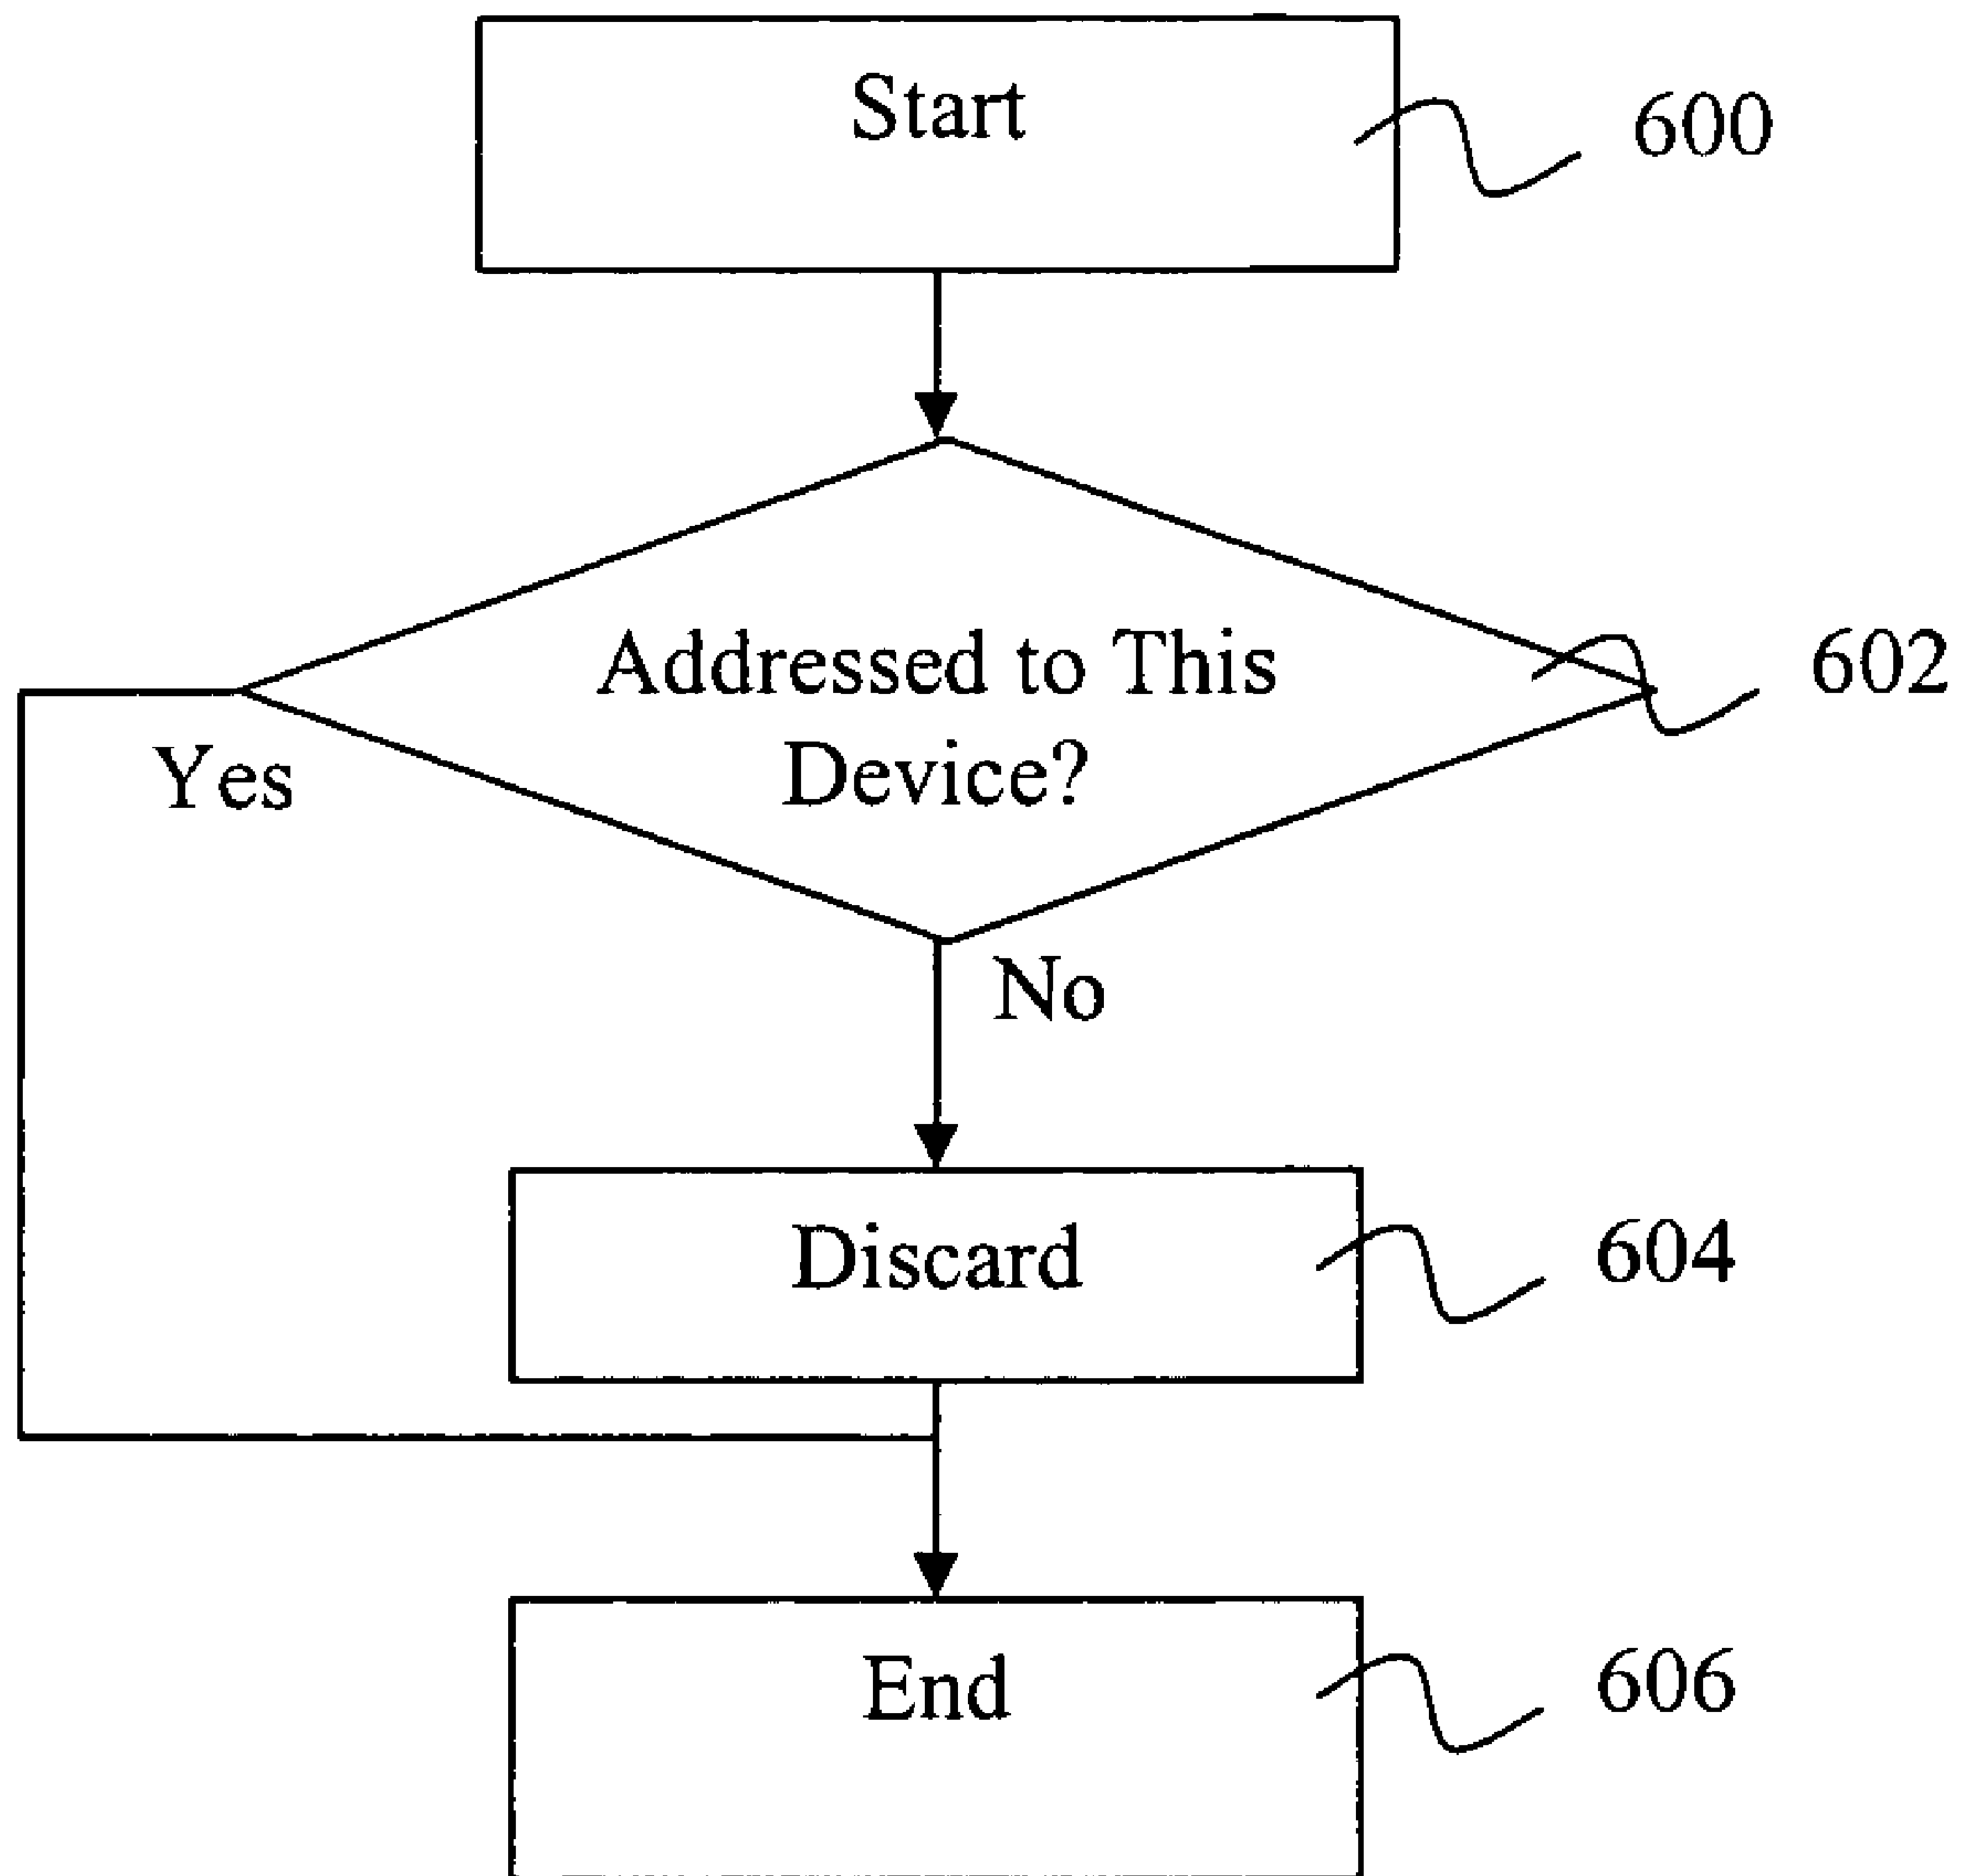 Start
600
Addressed to This
Device?
602
Yes
No
Discard
604
End
606